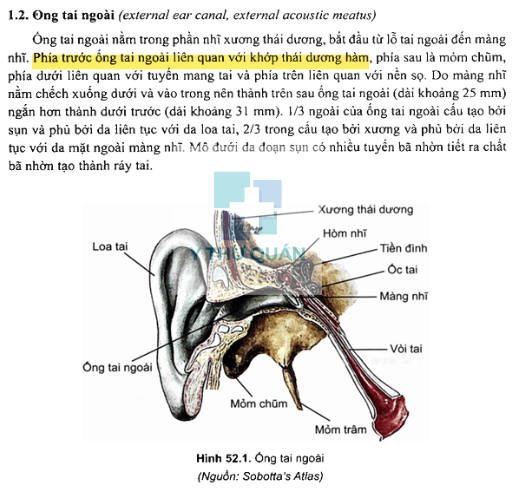 1.2. Ống tai ngoài (external ear canal, external acoustic meatus)
Ống tai ngoài nằm trong phần nhĩ xương thái dương, bắt đầu từ lỗ tai ngoài đến màng
nhĩ. Phía trước ống tai ngoài liên quan với khớp thái dương hàm, phía sau là mỏm chũm,
phía dưới liên quan với tuyến mang tai và phía trên liên quan với nền sọ. Do màng nhĩ
nằm chếch xuống dưới và vào trong nên thành trên sau ống tai ngoài (dài khoảng 25 mm)
ngắn hơn thành dưới trước (dài khoảng 31 mm). 1/3 ngoài của ống tai ngoài cấu tạo bởi
sụn và phủ bởi da liên tục với da loa tai, 2/3 trong cấu tạo bởi xương và phủ bởi da liên
tục với da mặt ngoài màng nhĩ. Mô dưới da đoạn sụn có nhiều tuyến bã nhờn tiết ra chất
bã nhờn tạo thành ráy tai.
Xương thái dương
Hòm nhĩ
Loa tai
Tiền đình
Y THƯ QUÁN
Ốc tai
Màng nhĩ
Vòi tai
Ống tai ngoài
Mỏm chũm
Mỏm trâm
Hình 52.1. Ống tai ngoài
(Nguồn: Sobotta's Atlas)